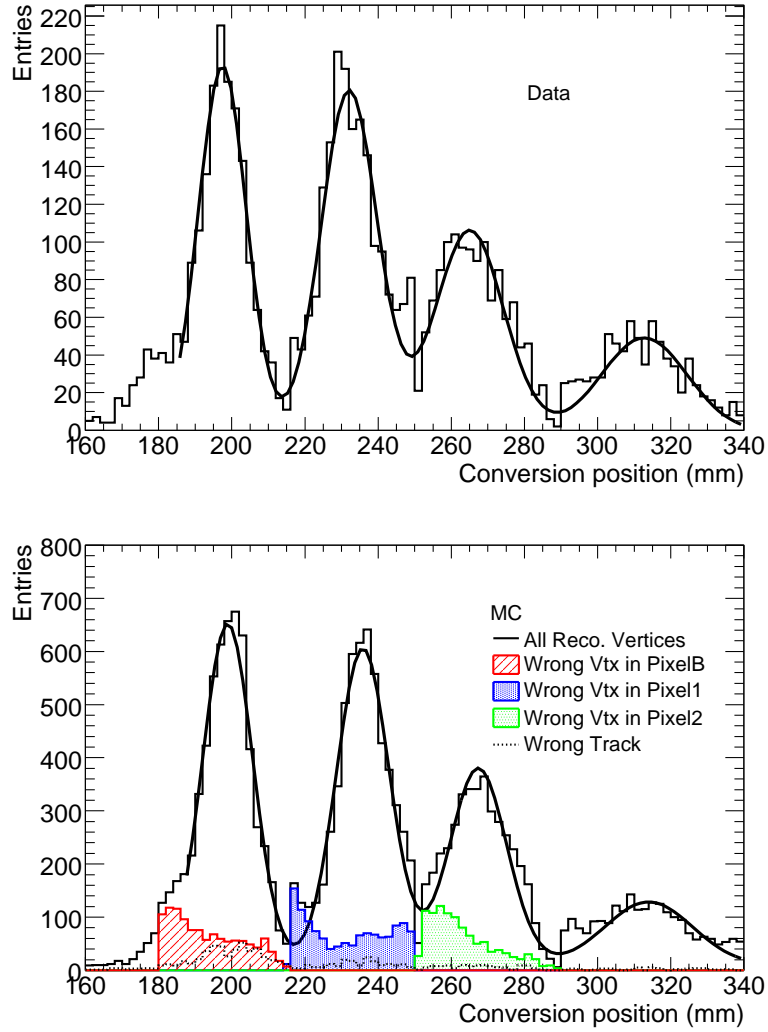 Entries
220
200
180
160
140
120
100
80
60
40
20
0
Data
160 180 200 220 240 260 280 300 320 340
Conversion position (mm)
Entries
800
700
600
500
400
300
200
100
0
MC
All Reco. Vertices
Wrong Vtx in PixelB
Wrong Vtx in Pixel1
Wrong Vtx in Pixel2
Wrong Track
160 180 200 220 240 260 280 300 320 340
Conversion position (mm)